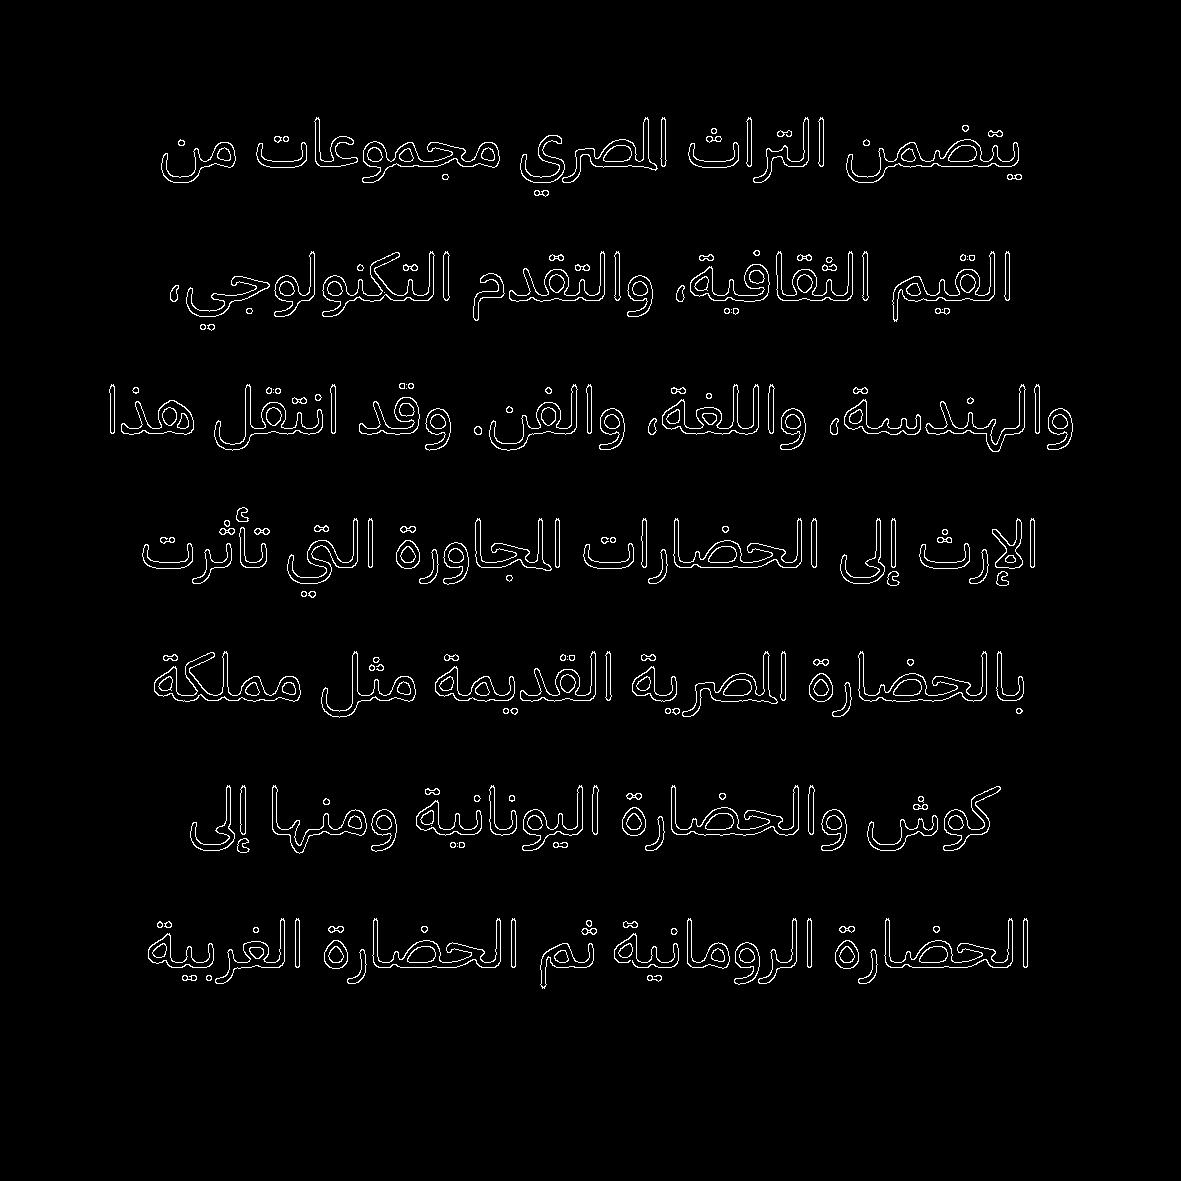 يتضمن التراث المصري مجموعات من
القيم الثقافية، والتقدم التكنولوجي،
والهندسة، واللغة، والفن. وقد انتقل هذا
الإرث إلى الحضارات المجاورة التي تأثرت
بالحضارة المصرية القديمة مثل مملكة
كوش والحضارة اليونانية ومنها إلى
الحضارة الرومانية ثم الحضارة الغربية